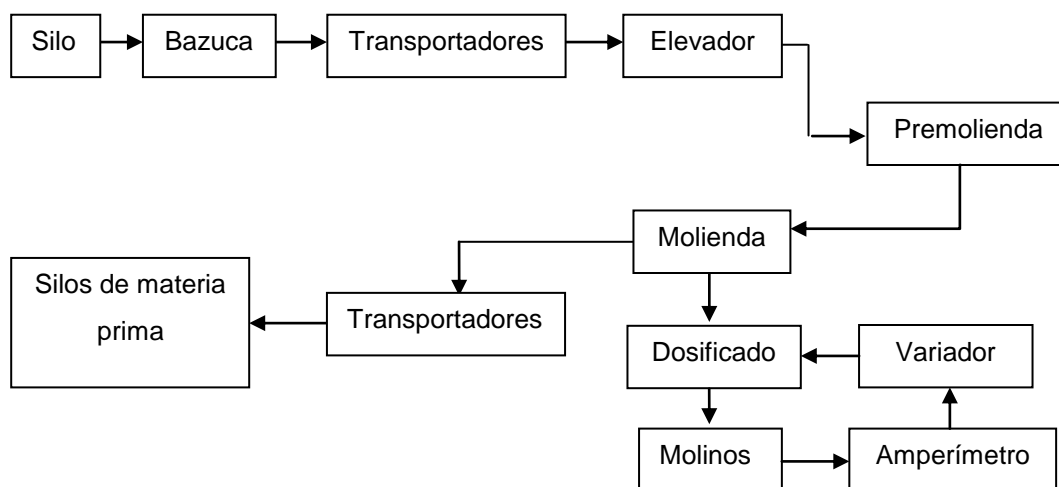 Silo
Bazuca
Transportadores
Elevador
Premolienda
Molienda
Silos de materia
prima
Transportadores
Dosificado
Variador
Molinos
Amperímetro